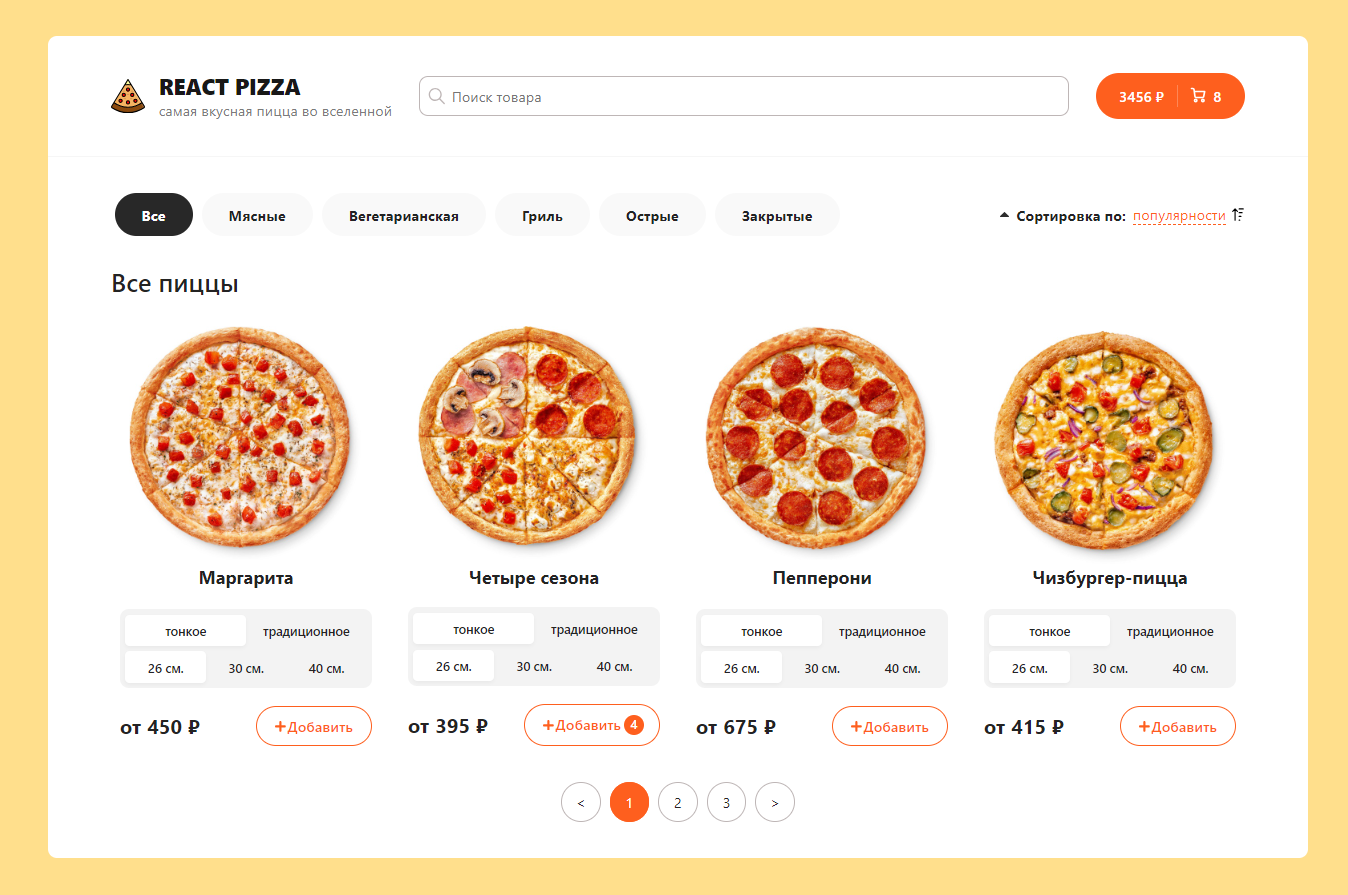 REACT PIZZA
самая вкусная пицца во вселенной
Поиск товара
3456 ₽ 8
Все Мясные Вегетарианская Гриль Острые Закрытые
Сортировка по: популярности
Все пиццы
Маргарита
тонкое традиционное
26 см. 30 см. 40 см.
от 450 ₽ +Добавить
Четыре сезона
тонкое традиционное
26 см. 30 см. 40 см.
от 395 ₽ +Добавить 4
Пепперони
тонкое традиционное
26 см. 30 см. 40 см.
от 675 ₽ +Добавить
Чизбургер-пицца
тонкое традиционное
26 см. 30 см. 40 см.
от 415 ₽ +Добавить
< 1 2 3 >